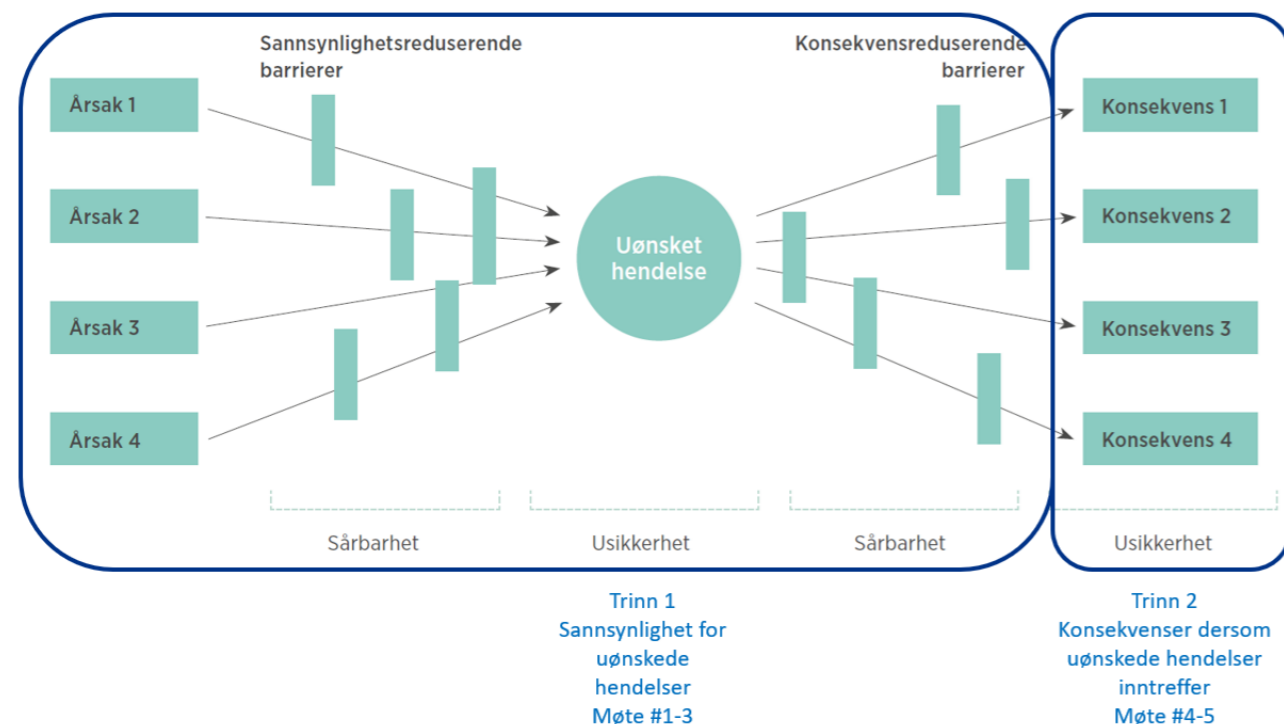 Sannsynlighetsreduserende
barrierer
Konsekvensreduserende
barrierer
Årsak 1
Årsak 2
Årsak 3
Årsak 4
Uønsket
hendelse
Konsekvens 1
Konsekvens 2
Konsekvens 3
Konsekvens 4
Sårbarhet
Usikkerhet
Sårbarhet
Usikkerhet
Trinn 1
Sannsynlighet for
uønskede
hendelser
Møte #1-3
Trinn 2
Konsekvenser dersom
uønskede hendelser
inntreffer
Møte #4-5